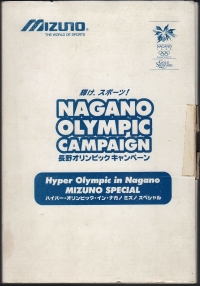 MIZUNO
THE WORLD OF SPORTS
NAGANO
輝け、スポーツ!
NAGANO
OLYMPIC
CAMPAIGN
長野オリンピックキャンペーン
Hyper Olympic in Nagano
MIZUNO SPECIAL
ハイパー・オリンピック・イン・ナガノ ミズノ スペシャル